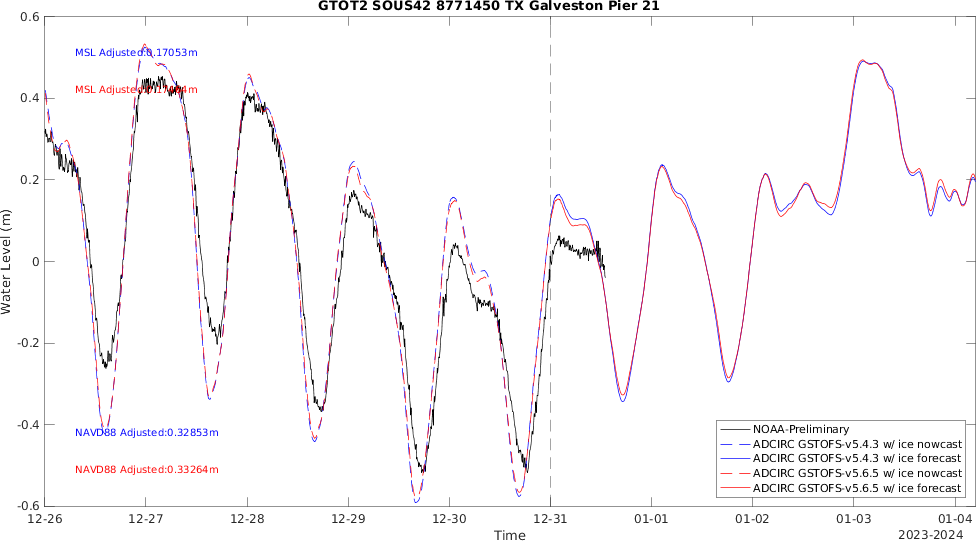 GTOT2 SOUS42 8771450 TX Galveston Pier 21
MSL Adjusted:0.17053m
MSL Adjusted
NAVD88 Adjusted:0.32853m
NAVD88 Adjusted:0.33264m
Water Level (m)
0.6
0.4
0.2
0
-0.2
-0.4
-0.6
12-26
12-27
12-28
12-29
12-30
12-31
01-01
01-02
01-03
01-04
Time
2023-2024
NOAA-Preliminary
ADCIRC GSTOFS-v5.4.3 w/ ice nowcast
ADCIRC GSTOFS-v5.4.3 w/ ice forecast
ADCIRC GSTOFS-v5.6.5 w/ ice nowcast
ADCIRC GSTOFS-v5.6.5 w/ ice forecast